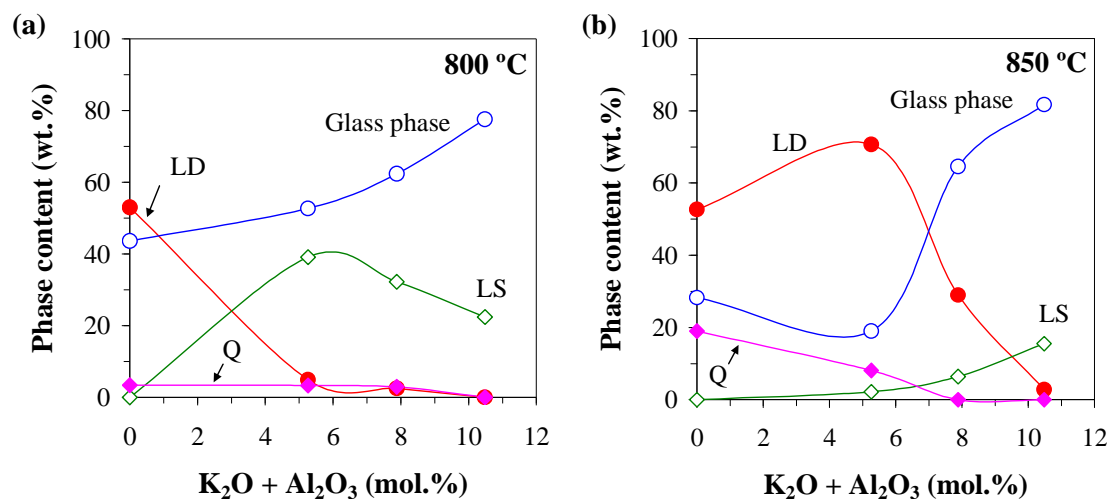 (a)
800 ºC
Phase content (wt.%)
100
80
60
40
20
0
Glass phase
LD
LS
Q
0 2 4 6 8 10 12
K₂O + Al₂O₃ (mol.%)
(b)
850 ºC
Phase content (wt.%)
100
80
60
40
20
0
Glass phase
LD
LS
Q
0 2 4 6 8 10 12
K₂O + Al₂O₃ (mol.%)